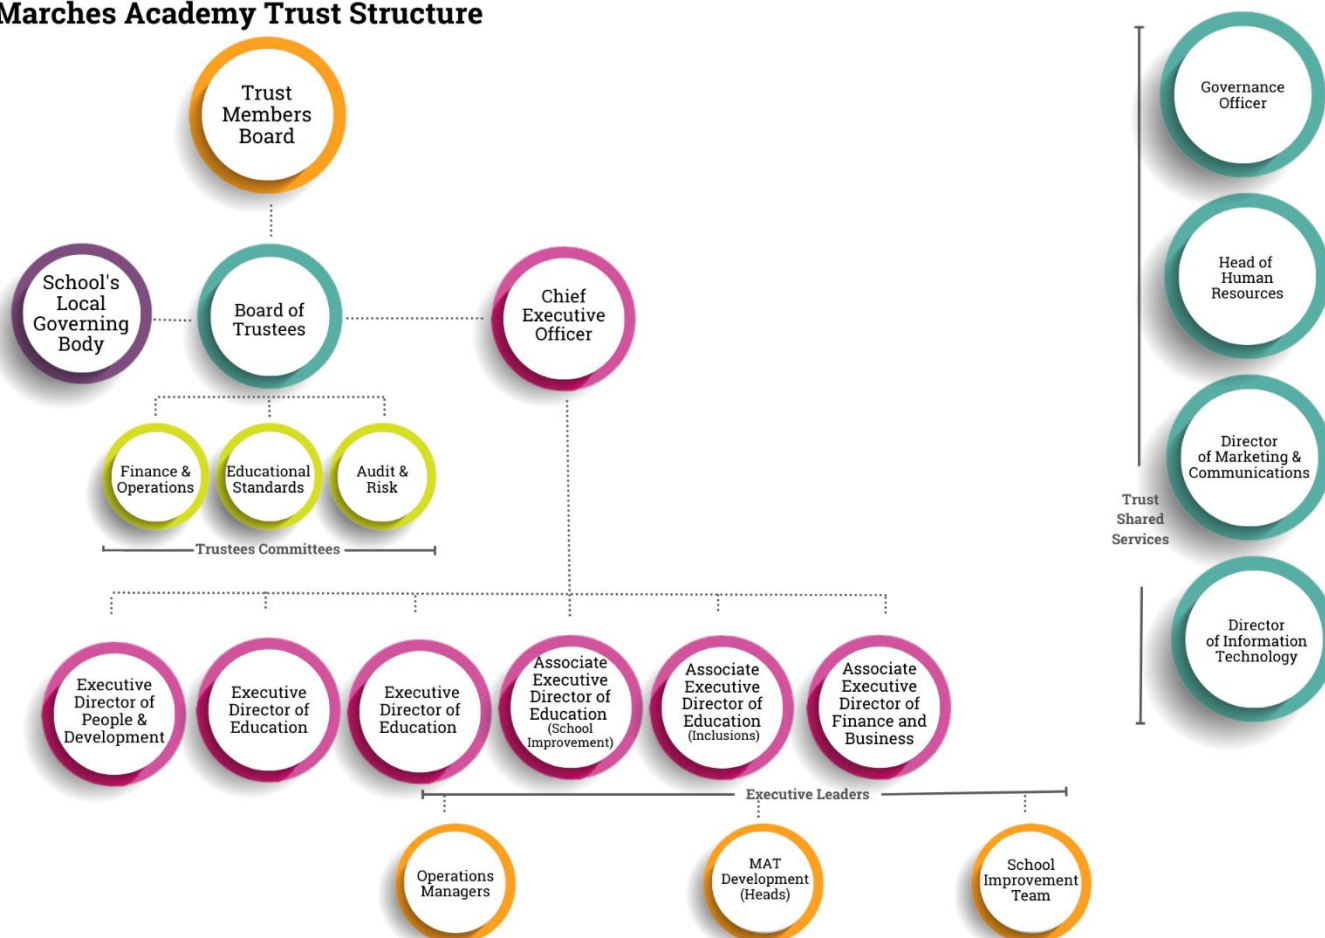 Marches Academy Trust Structure
Trust
Members
Board
School's
Local
Governing
Body
Board of
Trustees
Chief
Executive
Officer
Finance &
Operations
Educational
Standards
Audit &
Risk
Trustees Committees
Executive
Director of
People &
Development
Executive
Director of
Education
Executive
Director of
Education
Associate
Executive
Director of
Education
(School
Improvement)
Associate
Executive
Director of
Education
(Inclusions)
Associate
Executive
Director of
Finance and
Business
Executive Leaders
Operations
Managers
MAT
Development
(Heads)
School
Improvement
Team
Trust
Shared
Services
Governance
Officer
Head of
Human
Resources
Director
of Marketing &
Communications
Director
of Information
Technology